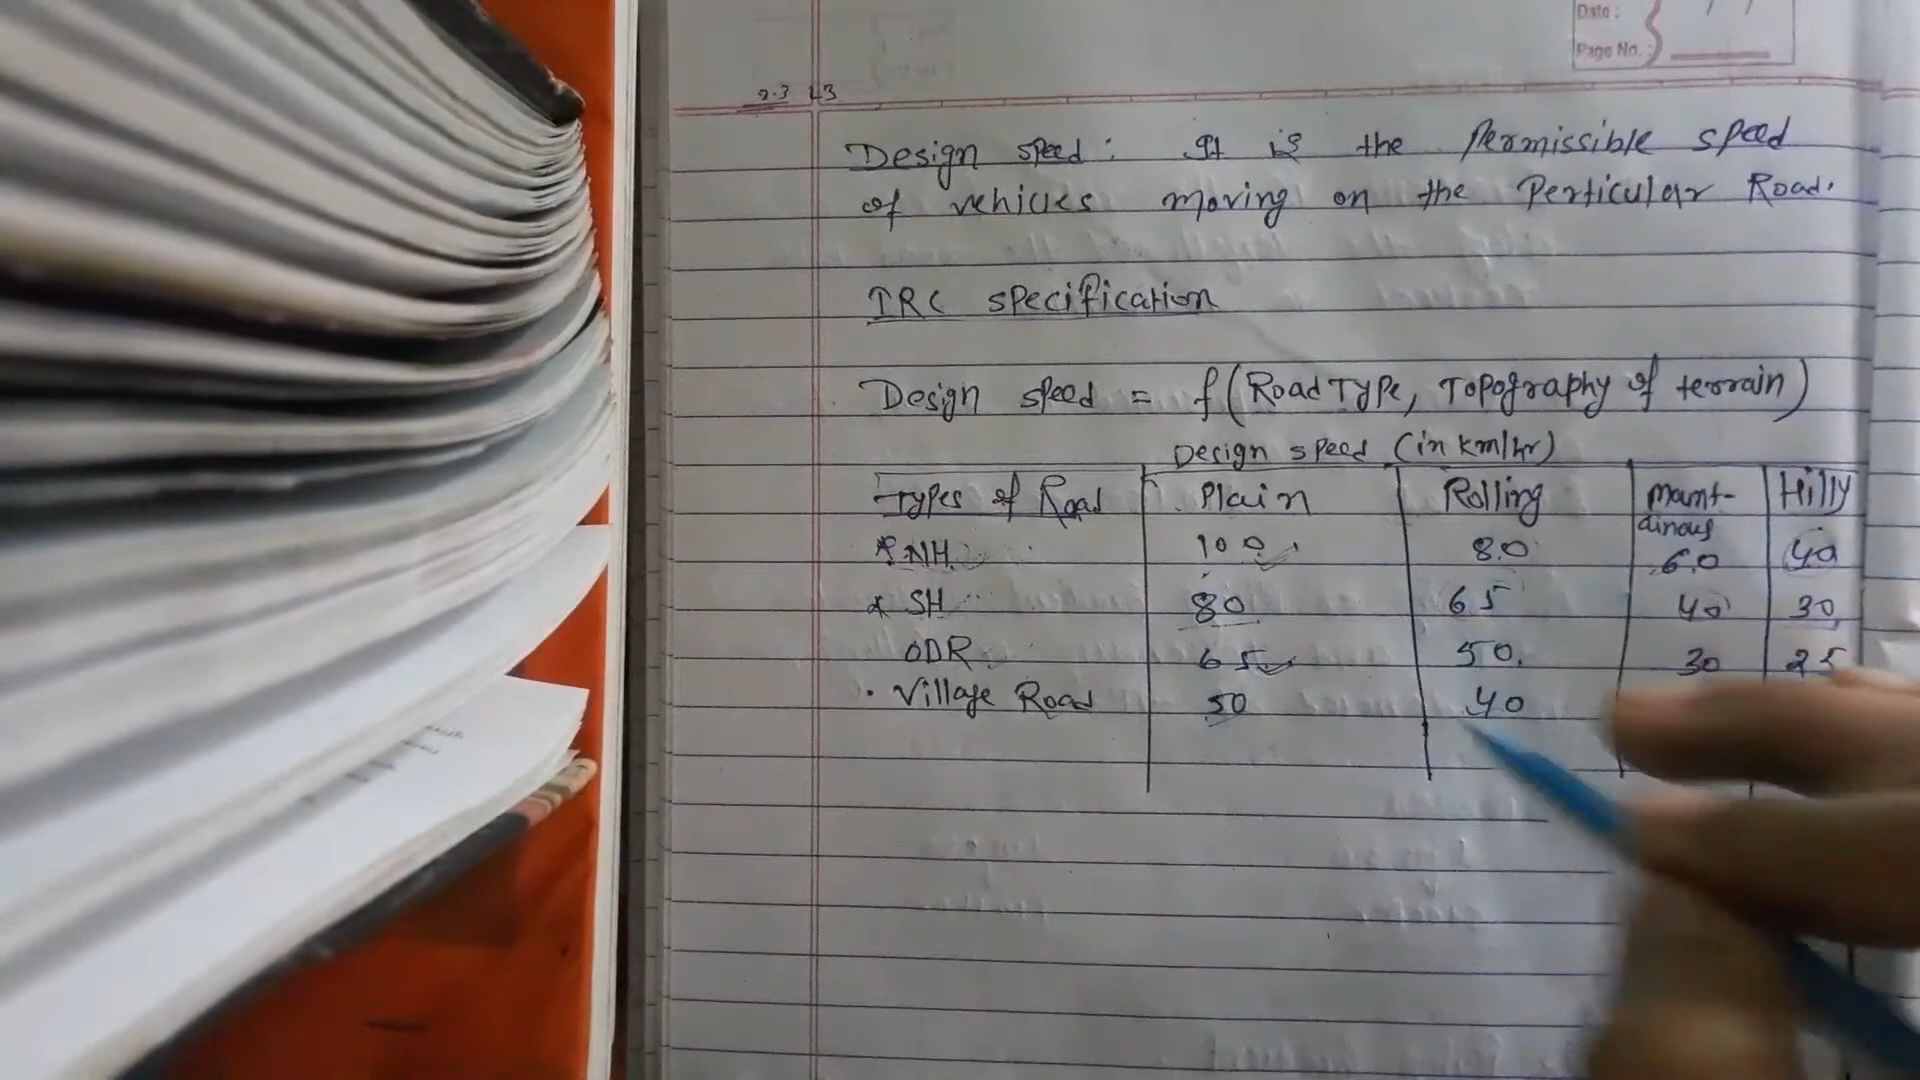 Date :
Page No. :
Design speed : It is the Permissible speed
of vehicles moving on the Perticular Road.
IRC specification
Design speed = f (Road Type, Topography of terrain)
Design speed (in km/hr)
Types of Road Plain Rolling Mount- Hilly
ainous
* NH 100 80 60 40
* SH 80 65 40 30
ODR 65 50 30 25
. Village Road 50 40